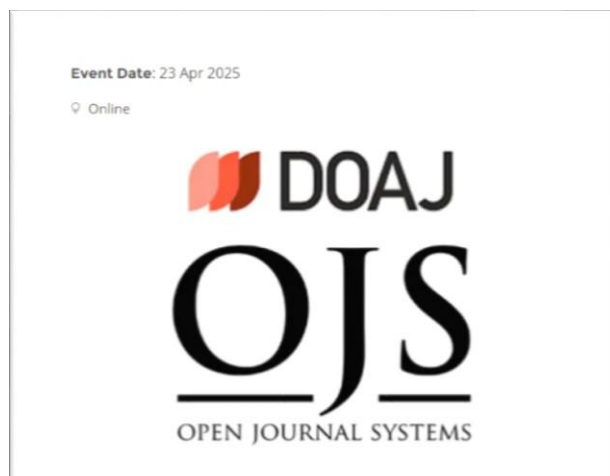 Event Date: 23 Apr 2025
Online
DOAJ
OJS
OPEN JOURNAL SYSTEMS